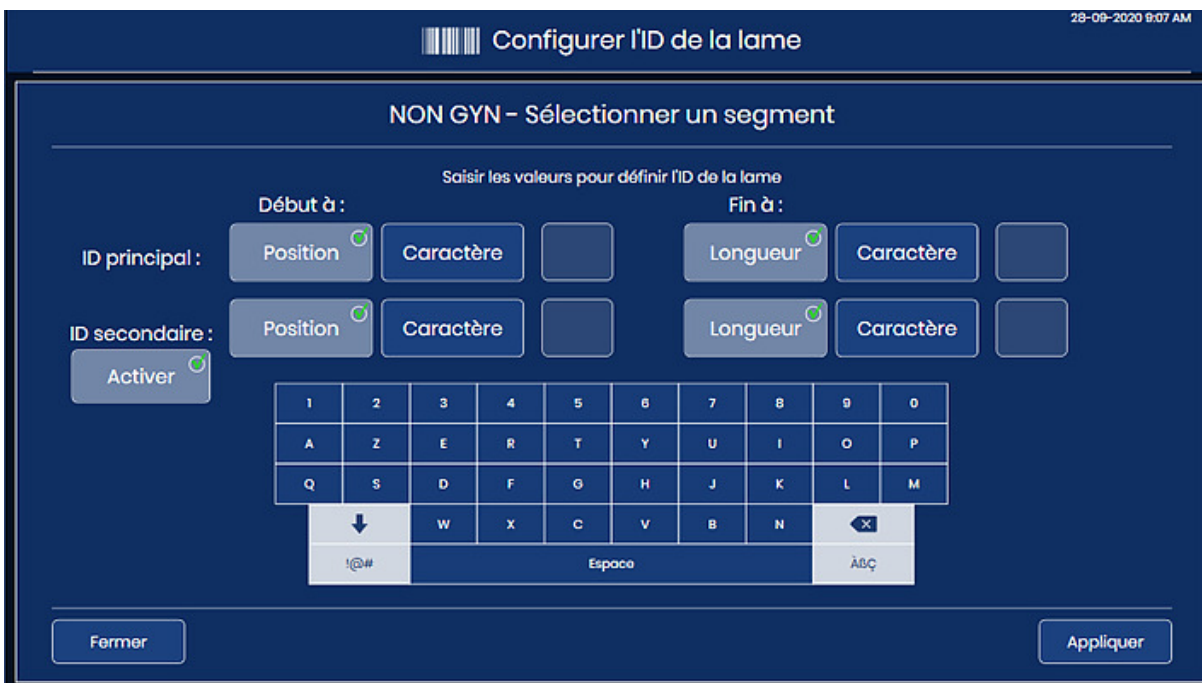 28-09-2020 9:07 AM
Configurer l'ID de la lame
NON GYN - Sélectionner un segment
Saisir les valeurs pour définir l'ID de la lame
Début à : Fin à :
ID principal : Position Caractère Longueur Caractère
ID secondaire : Position Caractère Longueur Caractère
Activer
1 2 3 4 5 6 7 8 9 0
A Z E R T Y U I O P
Q S D F G H J K L M
W X C V B N
!@# Espace ÀßÇ
Fermer Appliquer